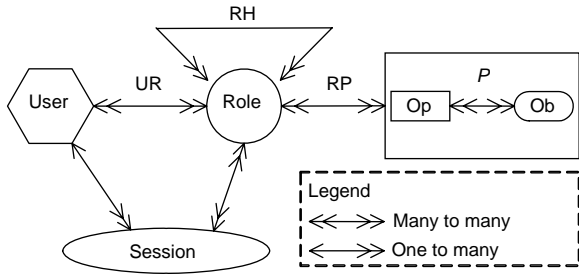 RH
UR
RP
P
User
Role
Op
Ob
Session
Legend
Many to many
One to many